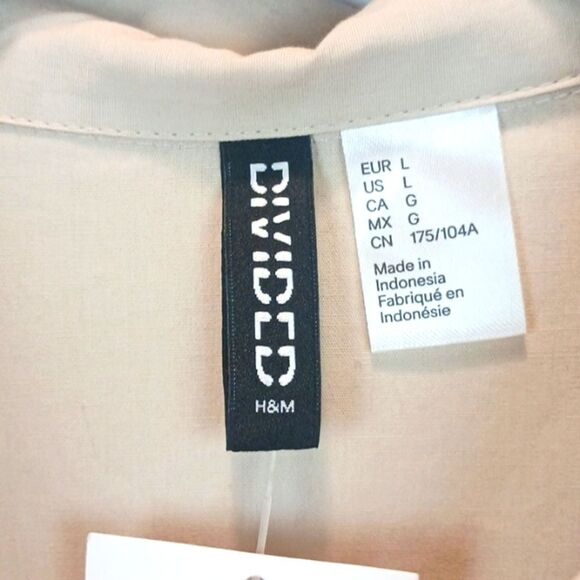 DIVIDED
H&M
EUR L
US L
CA G
MX G
CN 175/104A
Made in
Indonesia
Fabriqué en
Indonésie